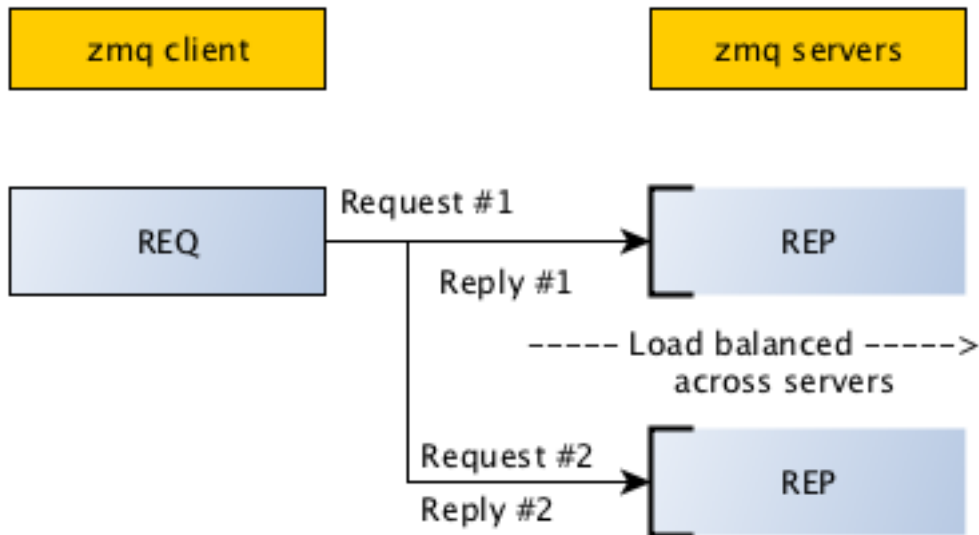 zmq client
zmq servers
Request #1
REQ
REP
Reply #1
----- Load balanced ----->
across servers
Request #2
REP
Reply #2